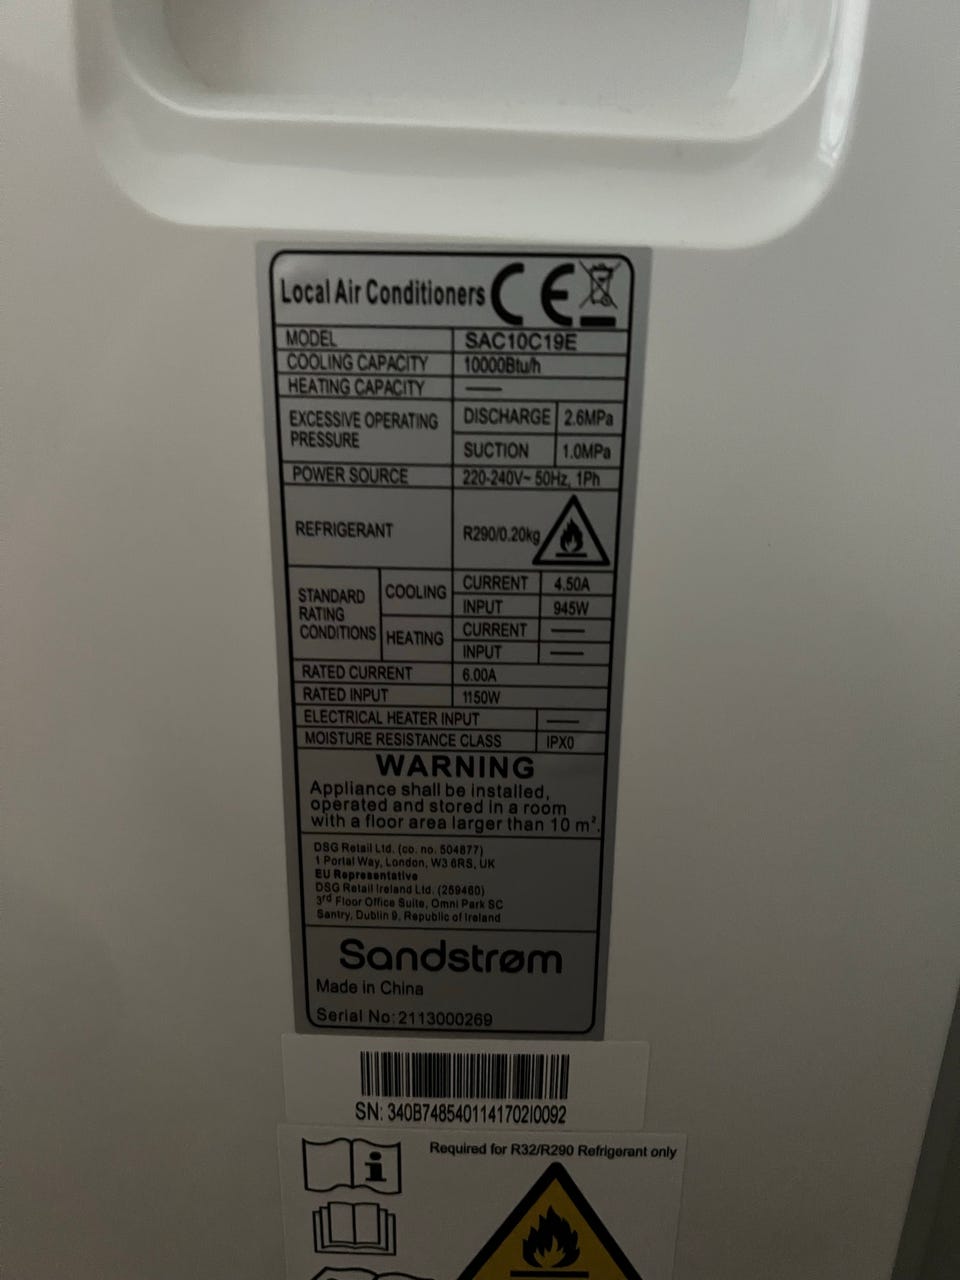 Local Air Conditioners CE
MODEL SAC10C19E
COOLING CAPACITY 10000Btu/h
HEATING CAPACITY —
EXCESSIVE OPERATING PRESSURE DISCHARGE 2.6MPa
SUCTION 1.0MPa
POWER SOURCE 220-240V~ 50Hz, 1Ph
REFRIGERANT R290/0.20kg
STANDARD RATING CONDITIONS COOLING CURRENT 4.50A
INPUT 945W
HEATING CURRENT —
INPUT —
RATED CURRENT 6.00A
RATED INPUT 1150W
ELECTRICAL HEATER INPUT —
MOISTURE RESISTANCE CLASS IPX0
WARNING
Appliance shall be installed,
operated and stored in a room
with a floor area larger than 10 m².
DSG Retail Ltd. (co. no. 504877)
1 Portal Way, London, W3 6RS, UK
EU Representative
DSG Retail Ireland Ltd. (259460)
3rd Floor Office Suite, Omni Park SC
Santry, Dublin 9, Republic of Ireland
Sandstrøm
Made in China
Serial No:2113000269
SN: 340B74854011417020092
Required for R32/R290 Refrigerant only